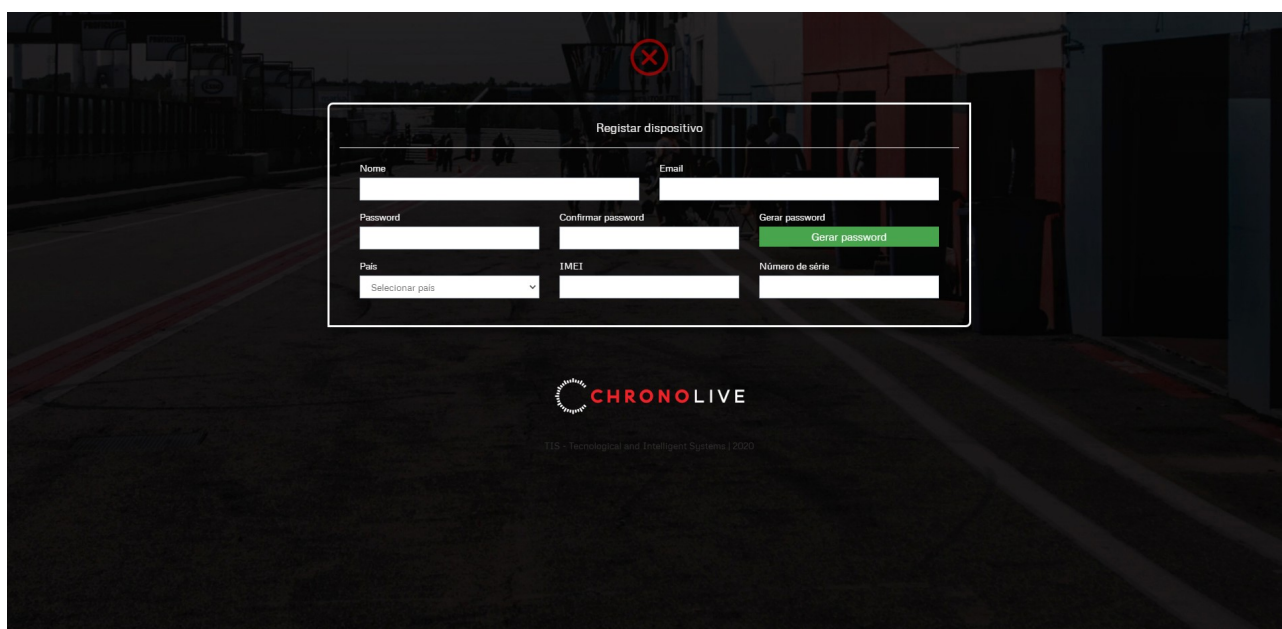 Registar dispositivo
Nome Email
Password Confirmar password Gerar password
Gerar password
País IMEI Número de série
Selecionar país
CHRONOLIVE
TIS - Tecnological and Intelligent Systems | 2020